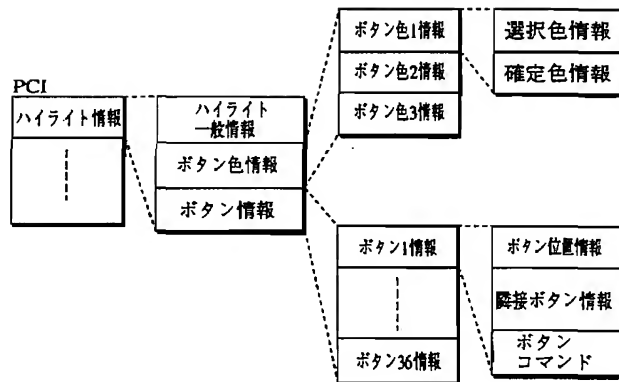 PCI
ハイライト情報
ハイライト
一般情報
ボタン色情報
ボタン情報
ボタン色1情報
ボタン色2情報
ボタン色3情報
選択色情報
確定色情報
ボタン1情報
ボタン36情報
ボタン位置情報
隣接ボタン情報
ボタン
コマンド